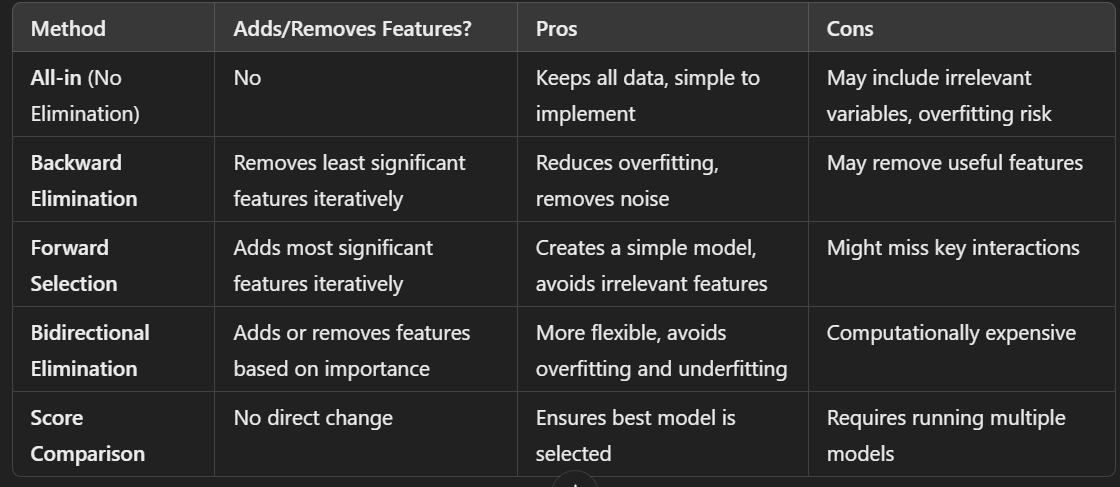 Method Adds/Removes Features? Pros Cons
All-in (No No Keeps all data, simple to May include irrelevant
Elimination) implement variables, overfitting risk
Backward Removes least significant Reduces overfitting, May remove useful features
Elimination features iteratively removes noise
Forward Adds most significant Creates a simple model, Might miss key interactions
Selection features iteratively avoids irrelevant features
Bidirectional Adds or removes features More flexible, avoids Computationally expensive
Elimination based on importance overfitting and underfitting
Score No direct change Ensures best model is Requires running multiple
Comparison selected models